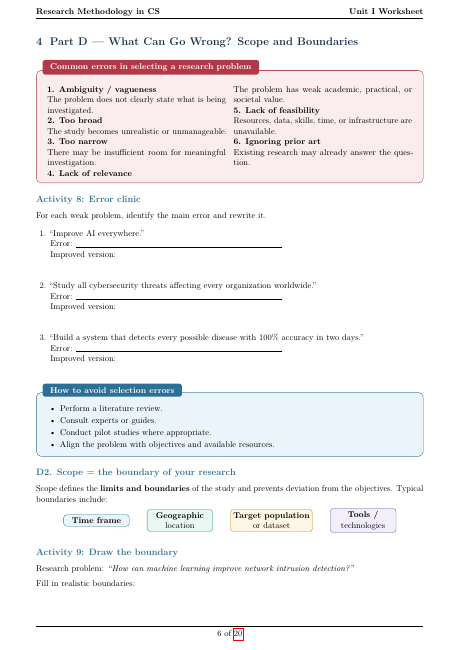 Research Methodology in CS Unit I Worksheet
4 Part D — What Can Go Wrong? Scope and Boundaries
Common errors in selecting a research problem
1. Ambiguity / vagueness
The problem does not clearly state what is being
investigated.
2. Too broad
The study becomes unrealistic or unmanageable.
3. Too narrow
There may be insufficient room for meaningful
investigation.
4. Lack of relevance
The problem has weak academic, practical, or
societal value.
5. Lack of feasibility
Resources, data, skills, time, or infrastructure are
unavailable.
6. Ignoring prior art
Existing research may already answer the ques-
tion.
Activity 8: Error clinic
For each weak problem, identify the main error and rewrite it.
1. “Improve AI everywhere.”
Error:
Improved version:
2. “Study all cybersecurity threats affecting every organization worldwide.”
Error:
Improved version:
3. “Build a system that detects every possible disease with 100% accuracy in two days.”
Error:
Improved version:
How to avoid selection errors
• Perform a literature review.
• Consult experts or guides.
• Conduct pilot studies where appropriate.
• Align the problem with objectives and available resources.
D2. Scope = the boundary of your research
Scope defines the limits and boundaries of the study and prevents deviation from the objectives. Typical
boundaries include:
Time frame
Geographic
location
Target population
or dataset
Tools /
technologies
Activity 9: Draw the boundary
Research problem: “How can machine learning improve network intrusion detection?”
Fill in realistic boundaries:
6 of 20